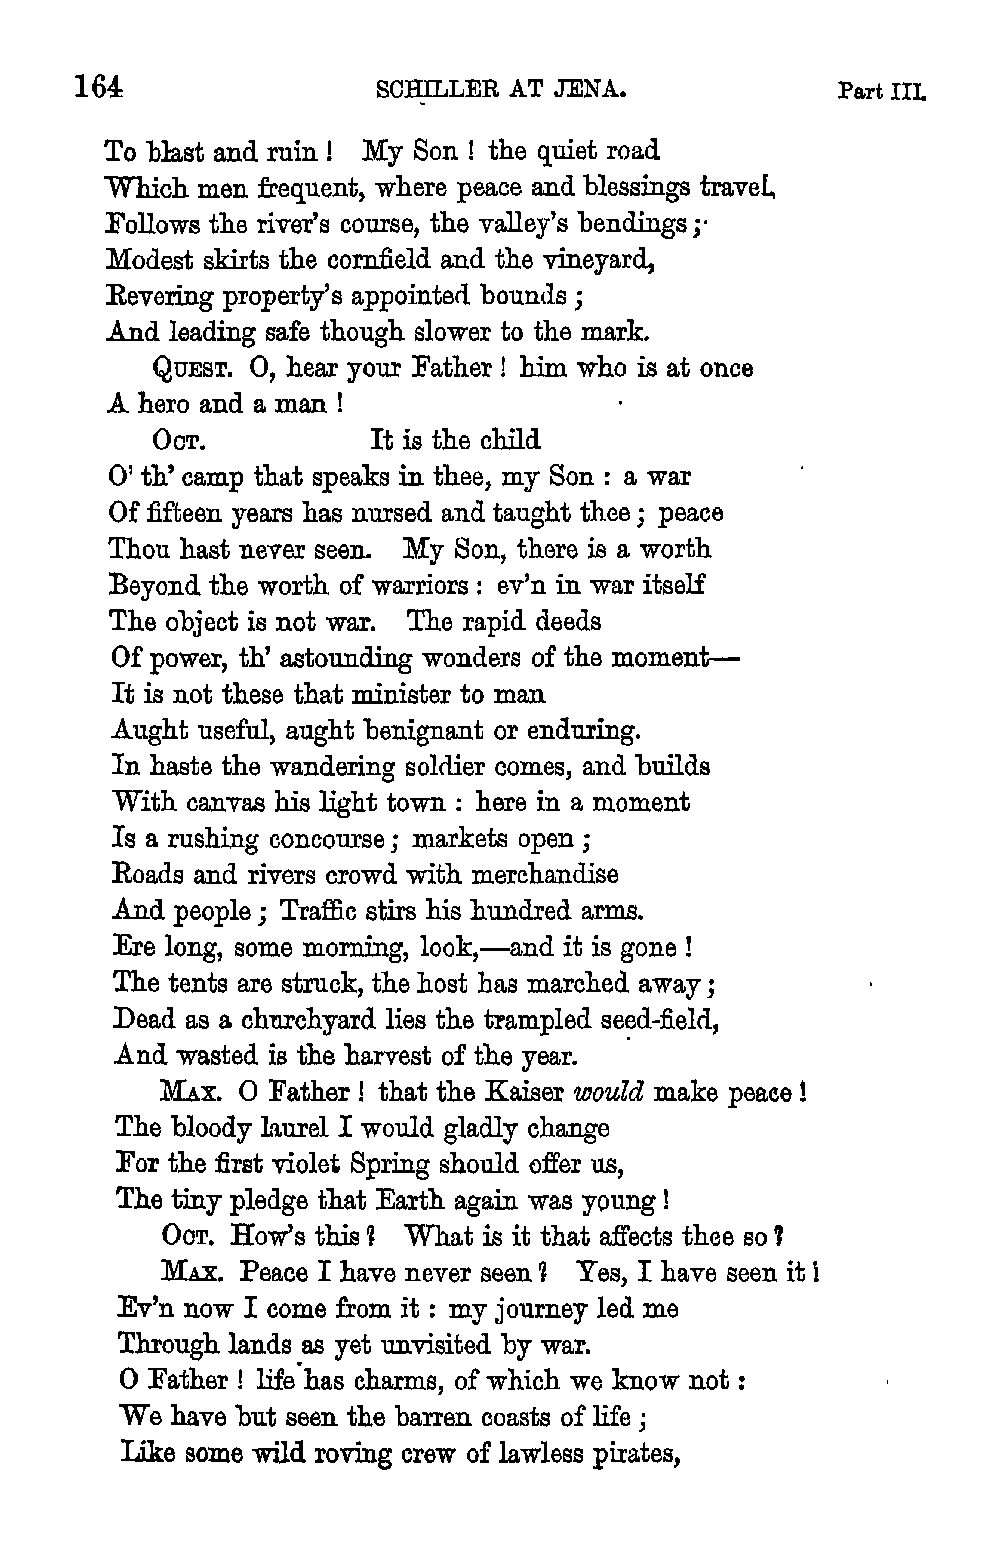 164 SCHILLER AT JENA. Part III.
To blast and ruin ! My Son ! the quiet road
Which men frequent, where peace and blessings travel,
Follows the river's course, the valley's bendings ;
Modest skirts the cornfield and the vineyard,
Revering property's appointed bounds ;
And leading safe though slower to the mark.
QUEST. O, hear your Father ! him who is at once
A hero and a man !
OCT. It is the child
O' th' camp that speaks in thee, my Son : a war
Of fifteen years has nursed and taught thee ; peace
Thou hast never seen. My Son, there is a worth
Beyond the worth of warriors : ev'n in war itself
The object is not war. The rapid deeds
Of power, th' astounding wonders of the moment—
It is not these that minister to man
Aught useful, aught benignant or enduring.
In haste the wandering soldier comes, and builds
With canvas his light town : here in a moment
Is a rushing concourse ; markets open ;
Roads and rivers crowd with merchandise
And people ; Traffic stirs his hundred arms.
Ere long, some morning, look,—and it is gone !
The tents are struck, the host has marched away ;
Dead as a churchyard lies the trampled seed-field,
And wasted is the harvest of the year.
MAX. O Father ! that the Kaiser would make peace !
The bloody laurel I would gladly change
For the first violet Spring should offer us,
The tiny pledge that Earth again was young !
OCT. How's this ? What is it that affects thee so ?
MAX. Peace I have never seen ? Yes, I have seen it !
Ev'n now I come from it : my journey led me
Through lands as yet unvisited by war.
O Father ! life has charms, of which we know not :
We have but seen the barren coasts of life ;
Like some wild roving crew of lawless pirates,